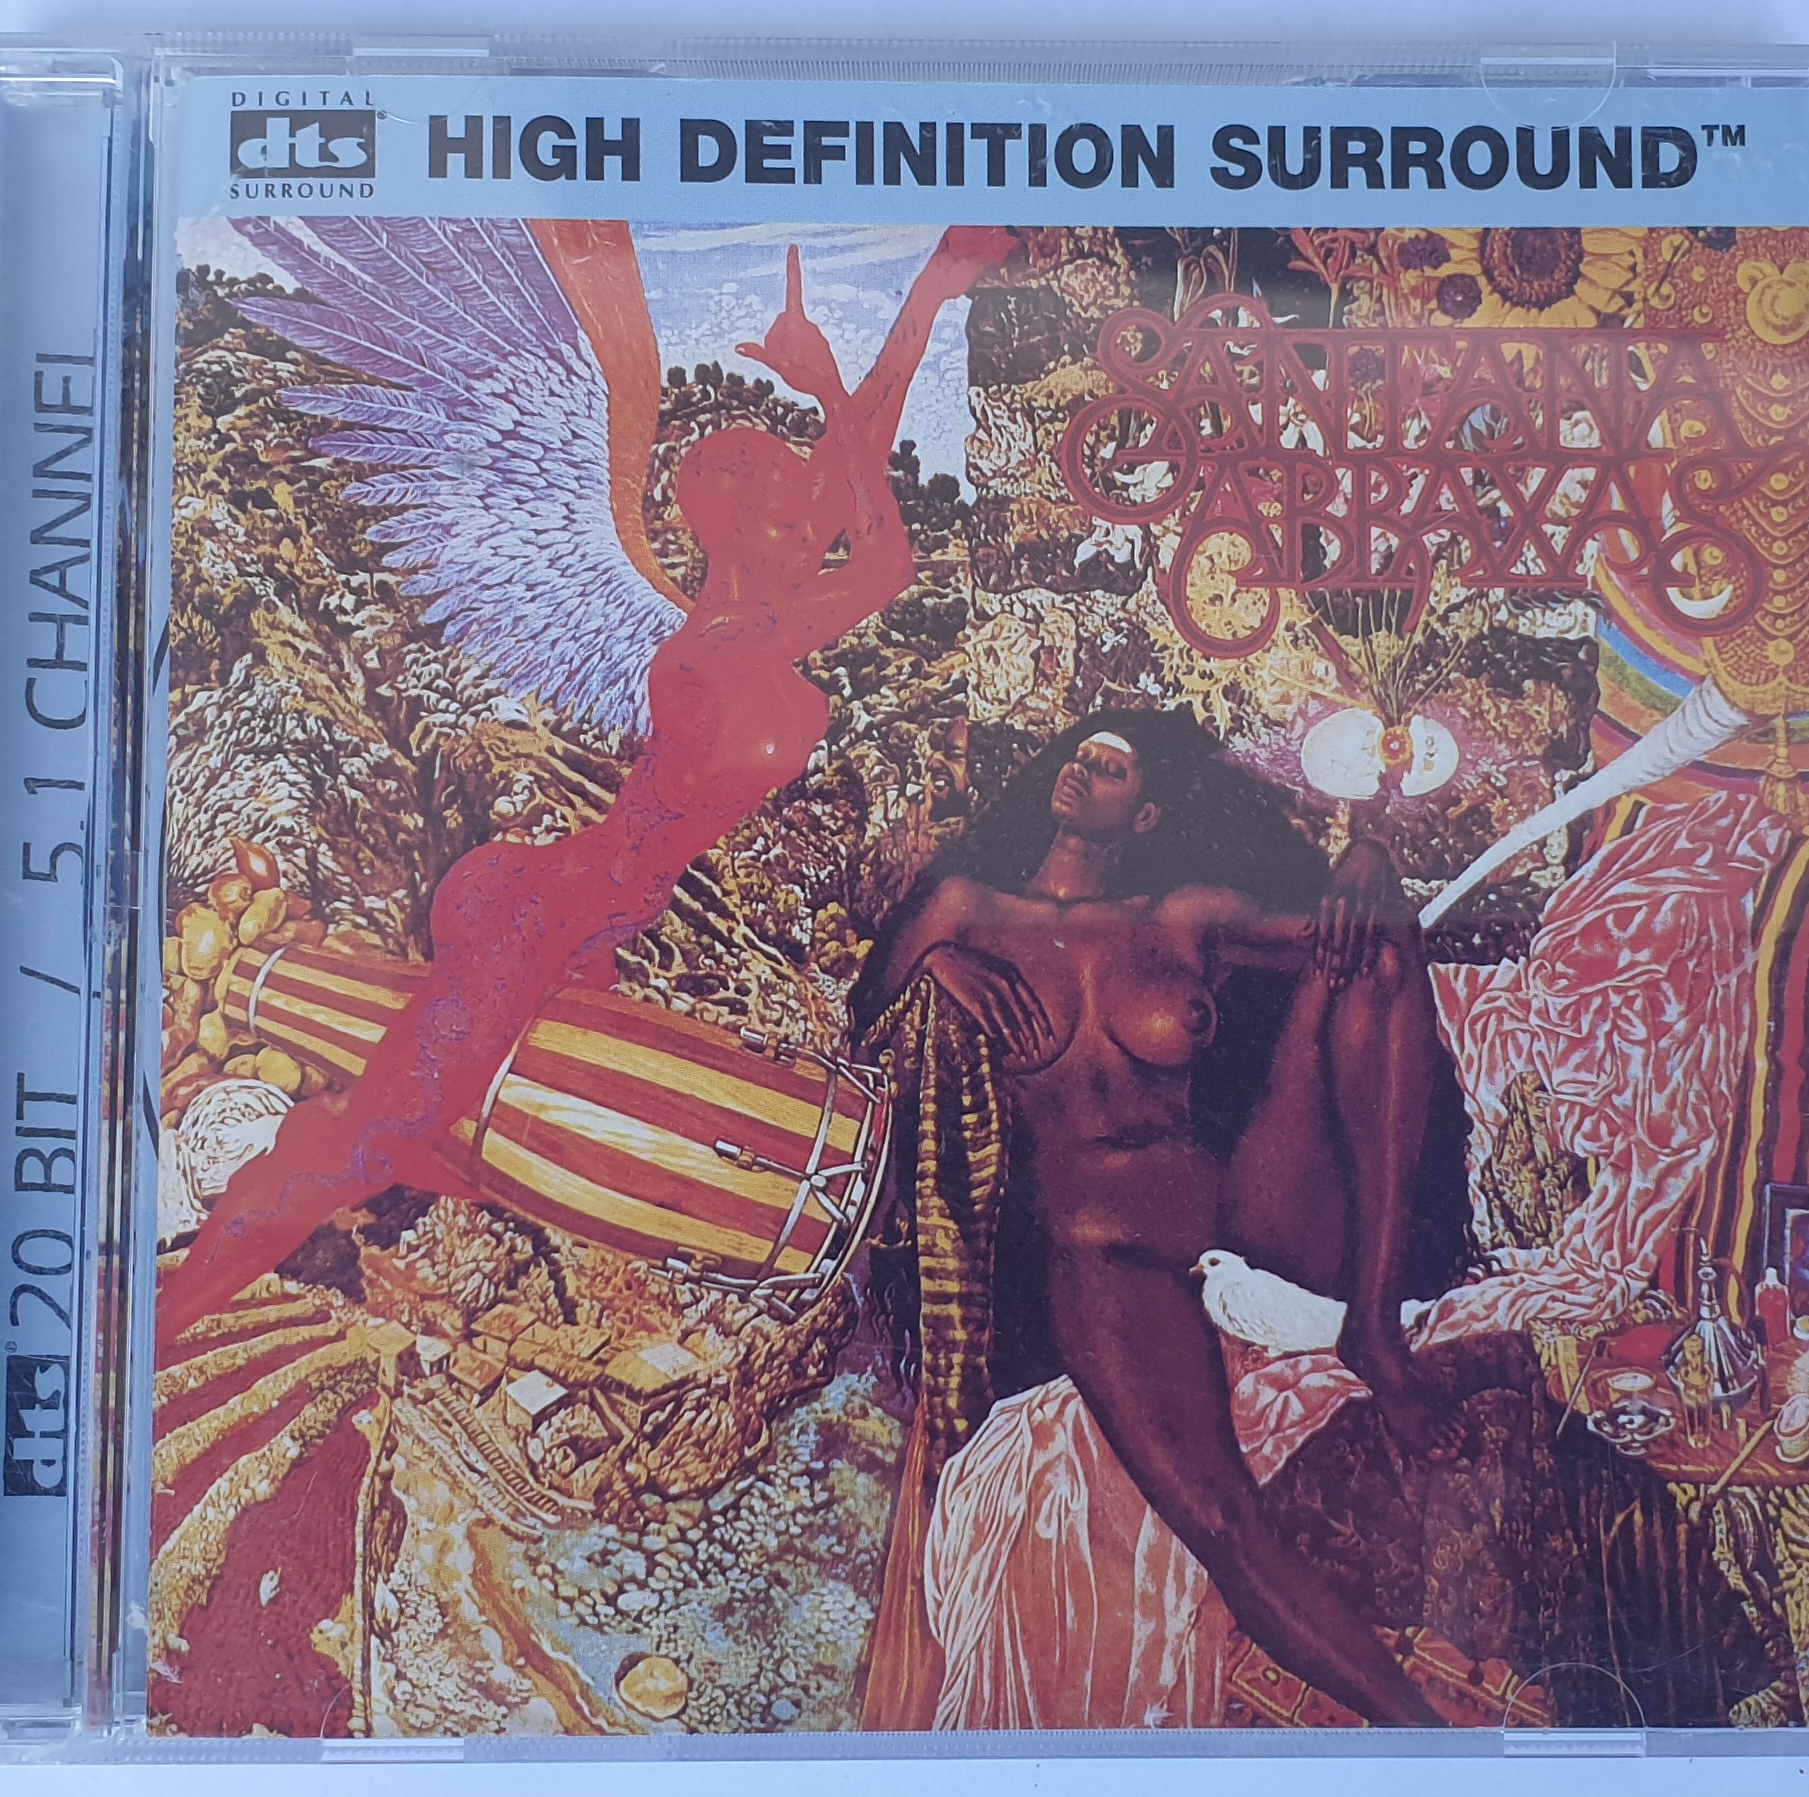 DIGITAL
dts®
SURROUND
HIGH DEFINITION SURROUND™
SANTANA
ABRAXAS
dts® 20 BIT / 5.1 CHANNEL